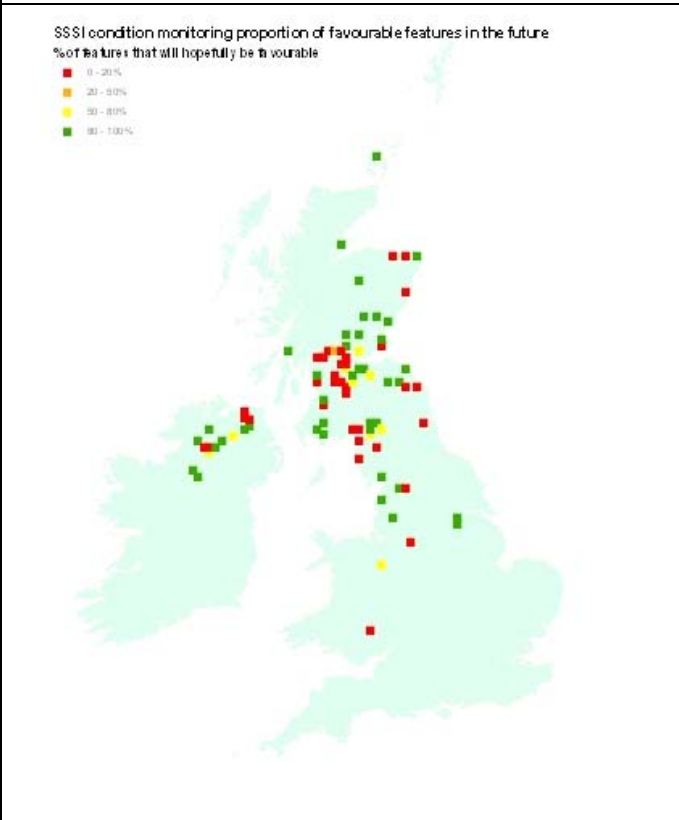 SSSI condition monitoring proportion of favourable features in the future
% of features that will hopefully be favourable
0 - 20%
20 - 50%
50 - 80%
80 - 100%